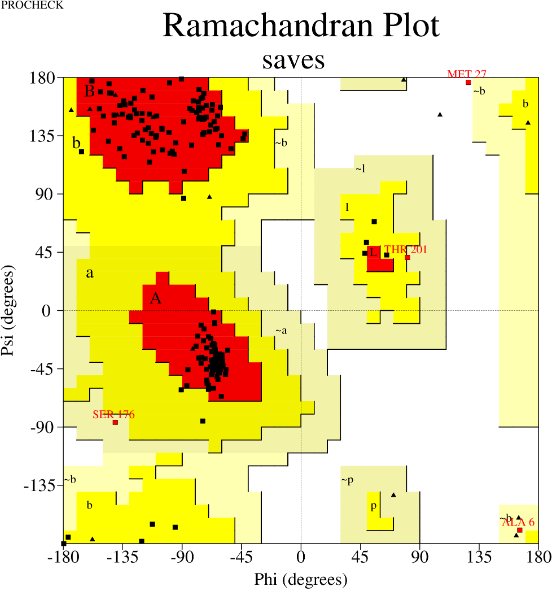 PROCHECK
Ramachandran Plot
saves
MET 27
B
~b
b
b
~b
~l
l
L
THR 201
a
A
~a
SER 176
~b
b
~p
p
~b
ALA 6
180
135
90
45
0
-45
-90
-135
-180
-135
-90
-45
0
45
90
135
180
Psi (degrees)
Phi (degrees)